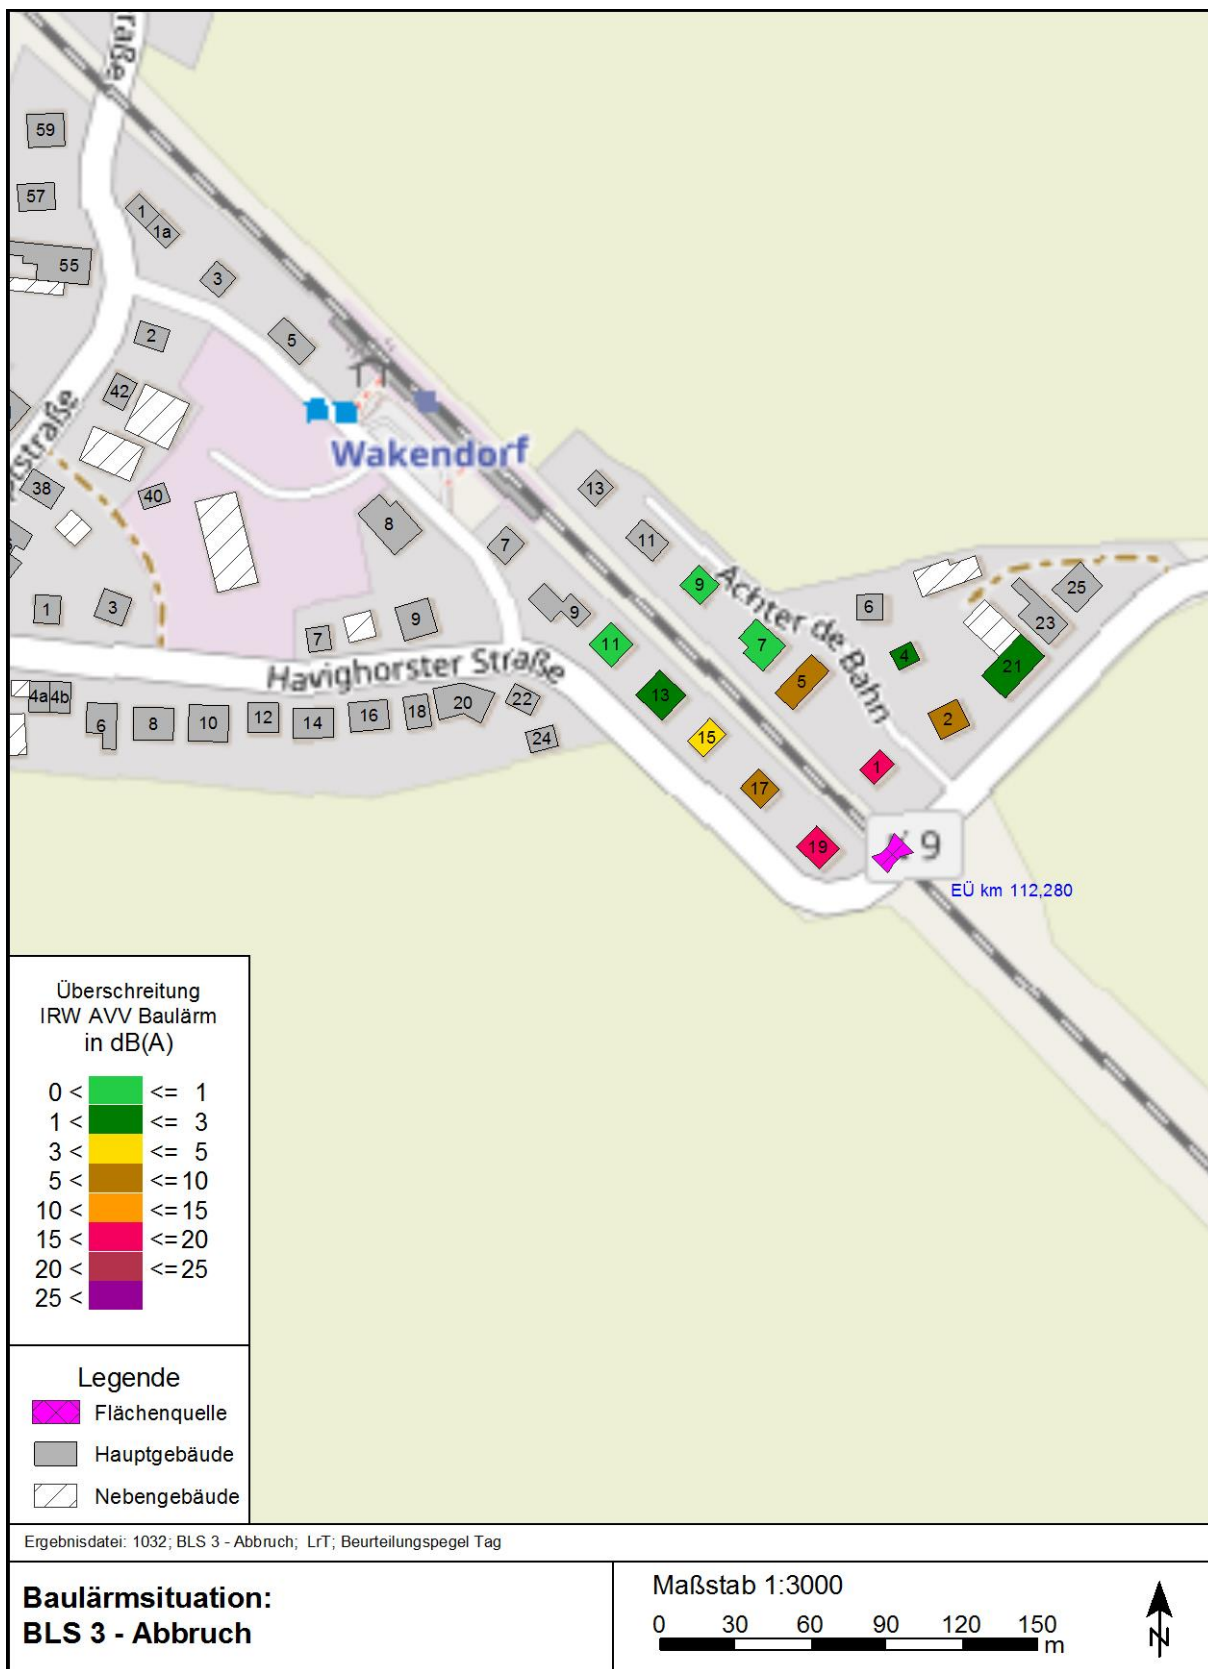 raße
59
57
1
1a
55
3
5
2
42
Wakendorf
ptstraße
38
40
13
8
11
7
9
Achter de Bahn
25
6
1
3
9
23
7
9
11
7
4
21
Havighorster Straße
5
13
4a
4b
6
8
10
12
14
16
18
20
22
24
2
15
1
17
19
9
EÜ km 112,280
Überschreitung
IRW AVV Baulärm
in dB(A)
0 < <= 1
1 < <= 3
3 < <= 5
5 < <=10
10 < <=15
15 < <=20
20 < <=25
25 <
Legende
Flächenquelle
Hauptgebäude
Nebengebäude
Ergebnisdatei: 1032; BLS 3 - Abbruch; LrT; Beurteilungspegel Tag
Baulärmsituation:
BLS 3 - Abbruch
Maßstab 1:3000
0 30 60 90 120 150
m
N